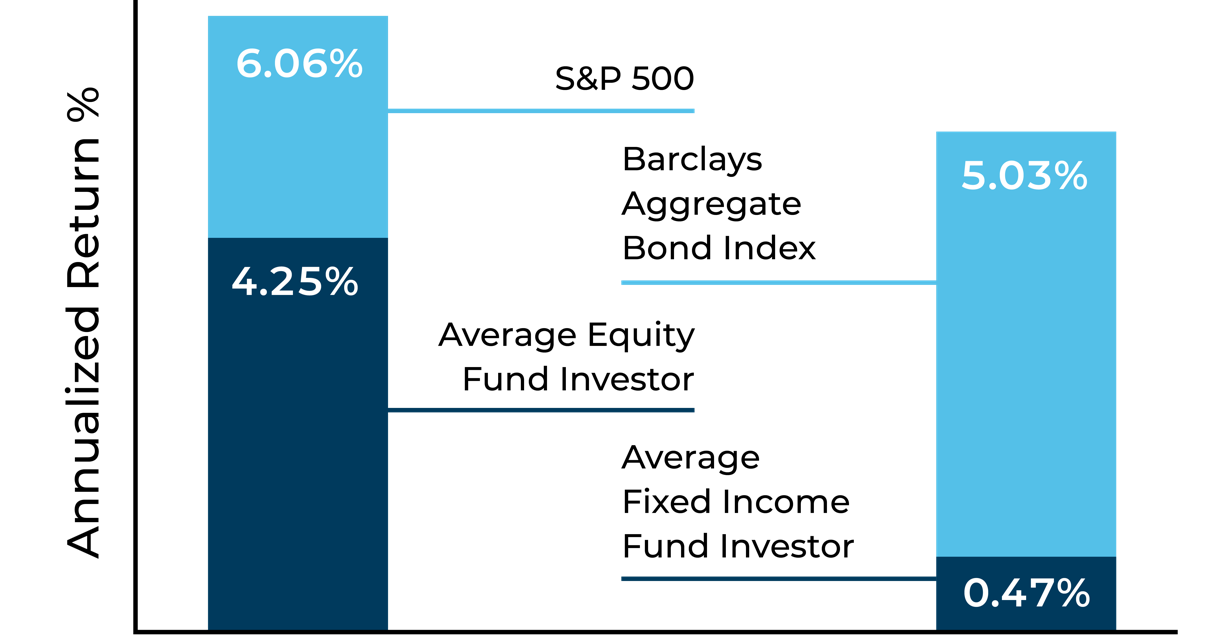 Annualized Return %
6.06%
S&P 500
4.25%
Average Equity
Fund Investor
Barclays
Aggregate
Bond Index
5.03%
Average
Fixed Income
Fund Investor
0.47%